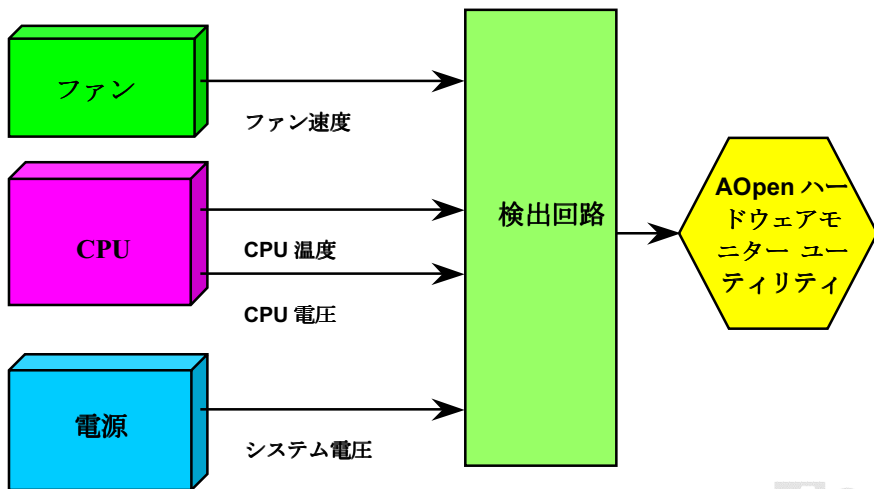 ファン
ファン速度
CPU
CPU 温度
CPU 電圧
電源
システム電圧
検出回路
AOpen ハー
ドウェアモ
ニター ユー
ティリティ